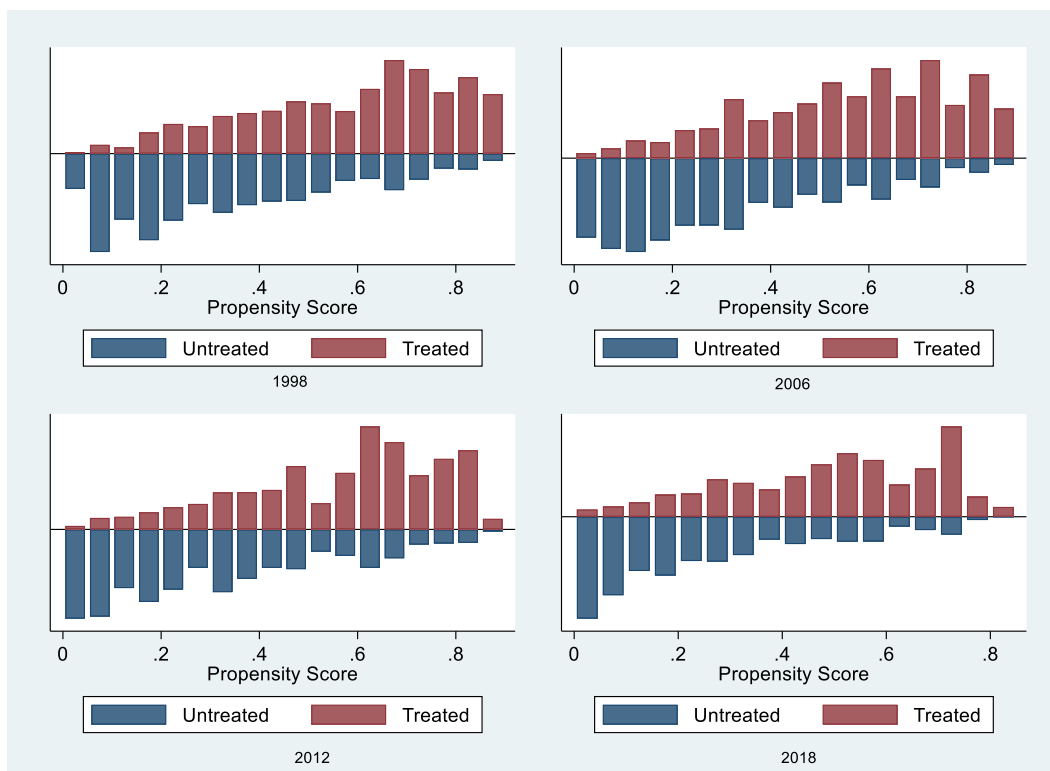 0 .2 .4 .6 .8
Propensity Score
Untreated Treated
1998
0 .2 .4 .6 .8
Propensity Score
Untreated Treated
2006
0 .2 .4 .6 .8
Propensity Score
Untreated Treated
2012
0 .2 .4 .6 .8
Propensity Score
Untreated Treated
2018